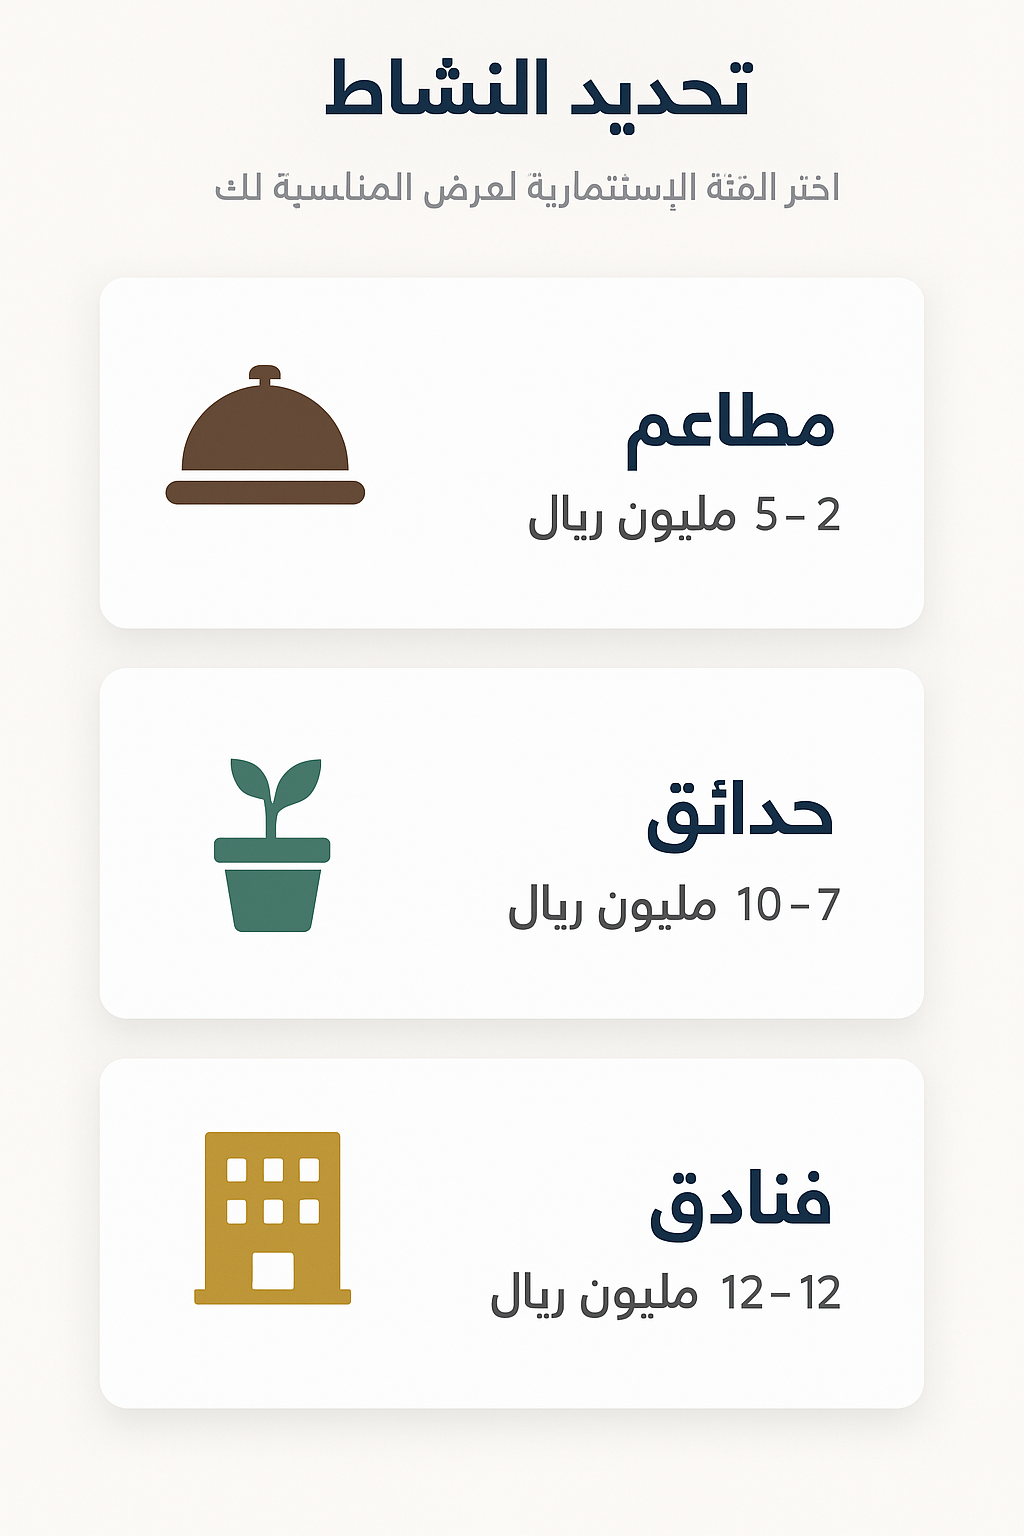 تحديد النشاط
اختر الفئة الإستثمارية لعرض المناسبة لك
مطاعم
2 – 5 مليون ريال
حدائق
7 – 10 مليون ريال
فنادق
12 – 12 مليون ريال